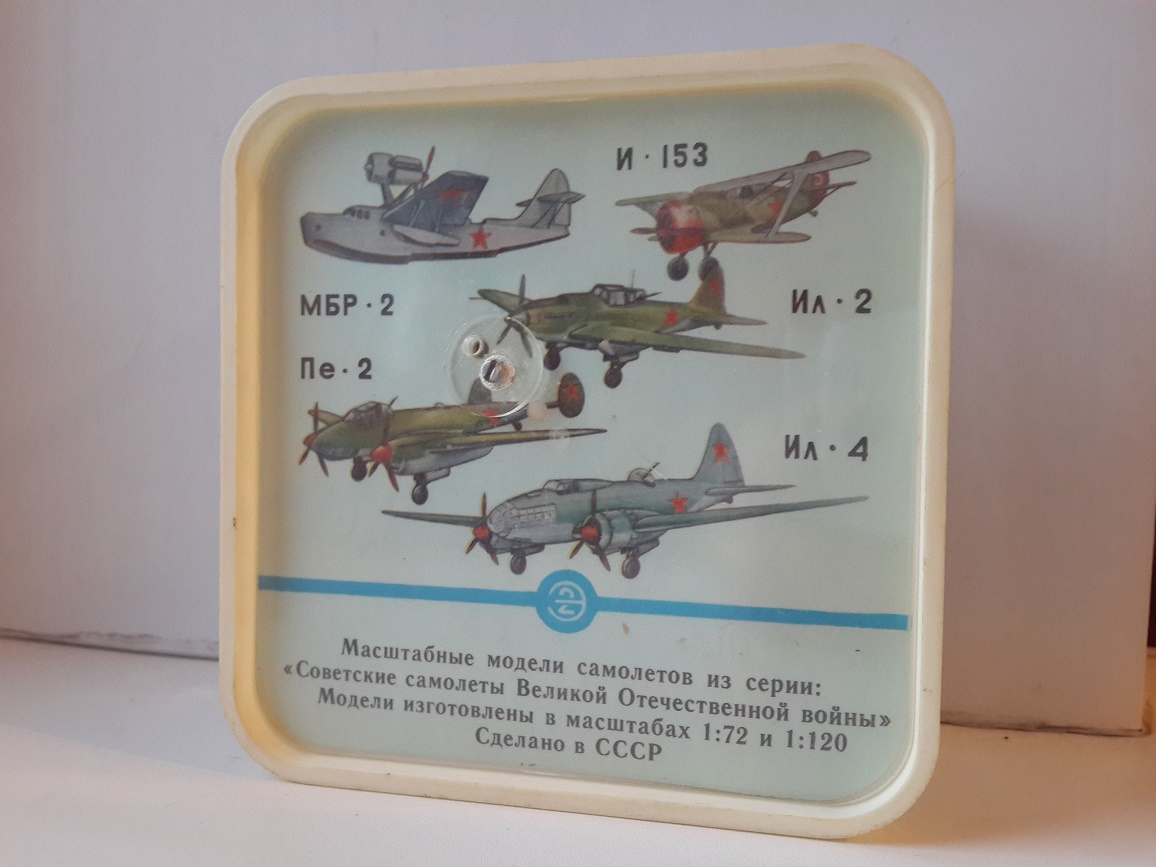 И·153
МБР·2
Ил·2
Пе·2
Ил·4
2
Масштабные модели самолетов из серии:
«Советские самолеты Великой Отечественной войны»
Модели изготовлены в масштабах 1:72 и 1:120
Сделано в СССР